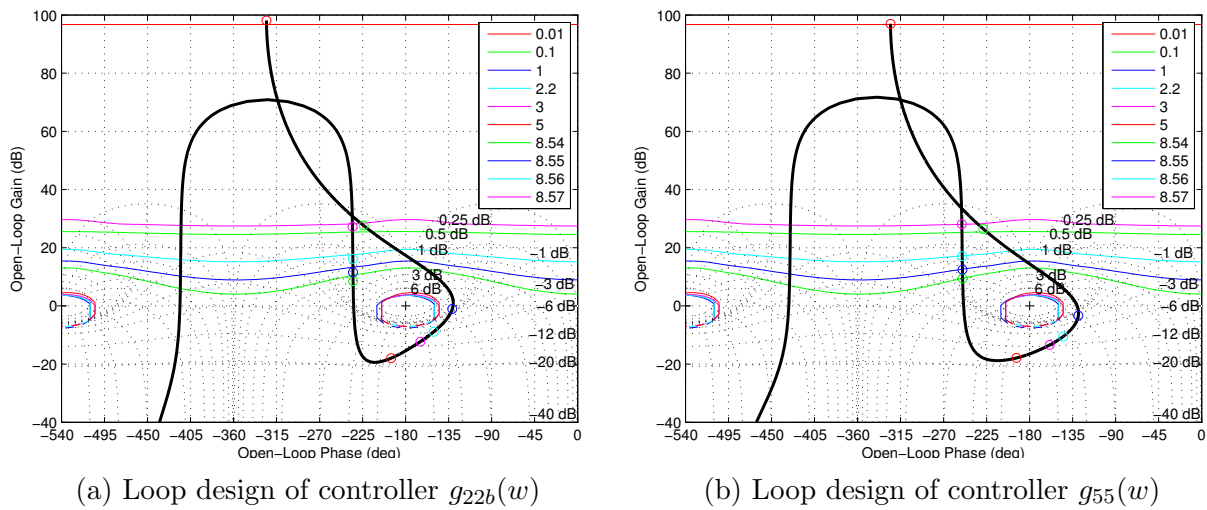 100
80
60
40
20
0
−20
−40
Open−Loop Gain (dB)
−540 −495 −450 −405 −360 −315 −270 −225 −180 −135 −90 −45 0
Open−Loop Phase (deg)
0.01
0.1
1
2.2
3
5
8.54
8.55
8.56
8.57
0.25 dB
0.5 dB
1 dB
−1 dB
3 dB
−3 dB
6 dB
−6 dB
−12 dB
−20 dB
−40 dB
(a) Loop design of controller g22b(w)
100
80
60
40
20
0
−20
−40
Open−Loop Gain (dB)
−540 −495 −450 −405 −360 −315 −270 −225 −180 −135 −90 −45 0
Open−Loop Phase (deg)
0.01
0.1
1
2.2
3
5
8.54
8.55
8.56
8.57
0.25 dB
0.5 dB
1 dB
−1 dB
3 dB
−3 dB
6 dB
−6 dB
−12 dB
−20 dB
−40 dB
(b) Loop design of controller g55(w)